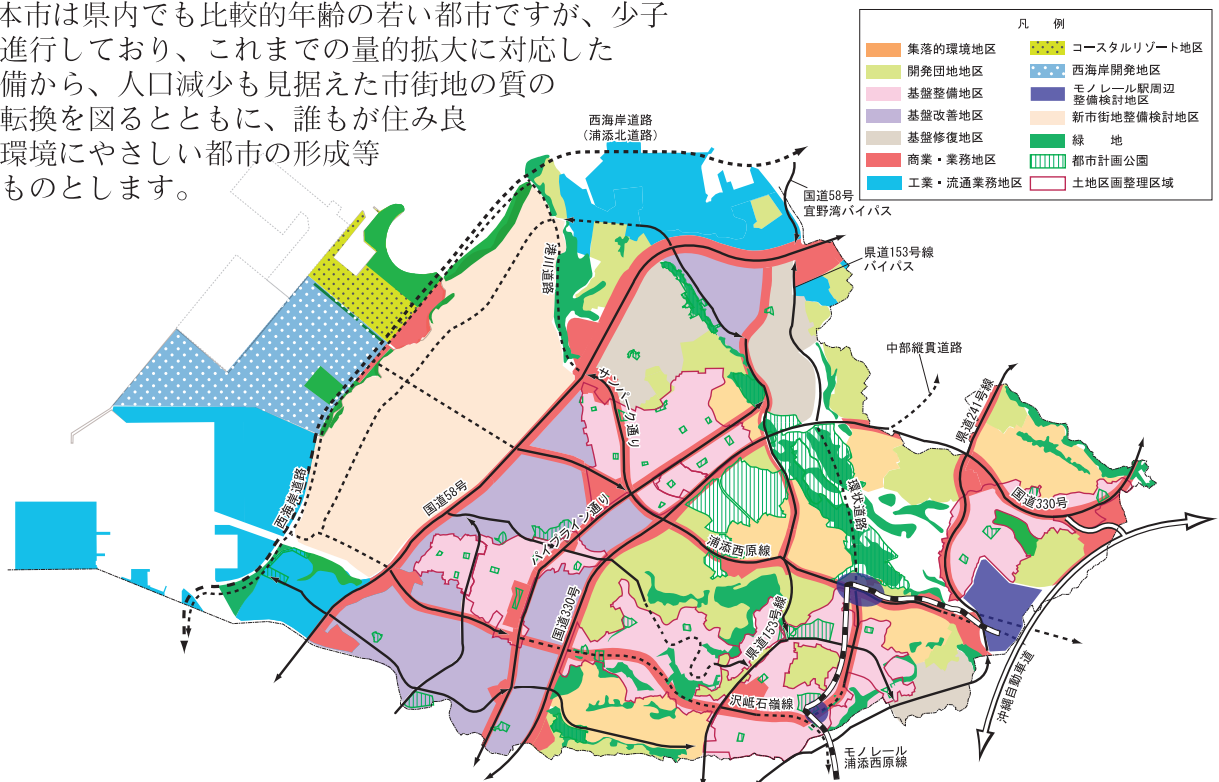 本市は県内でも比較的年齢の若い都市ですが、少子
進行しており、これまでの量的拡大に対応した
備から、人口減少も見据えた市街地の質の
転換を図るとともに、誰もが住み良
環境にやさしい都市の形成等
ものとします。
凡　例
集落的環境地区
開発団地地区
基盤整備地区
基盤改善地区
基盤修復地区
商業・業務地区
工業・流通業務地区
コースタルリゾート地区
西海岸開発地区
モノレール駅周辺
整備検討地区
新市街地整備検討地区
緑　地
都市計画公園
土地区画整理区域
西海岸道路
(浦添北道路)
国道58号
宜野湾バイパス
県道153号線
バイパス
港川道路
中部縦貫道路
県道241号線
サンパーク通り
国道58号
西海岸道路
パイプライン通り
環状道路
国道330号
浦添西原線
国道330号
県道153号線
沢岻石嶺線
沖縄自動車道
モノレール
浦添西原線